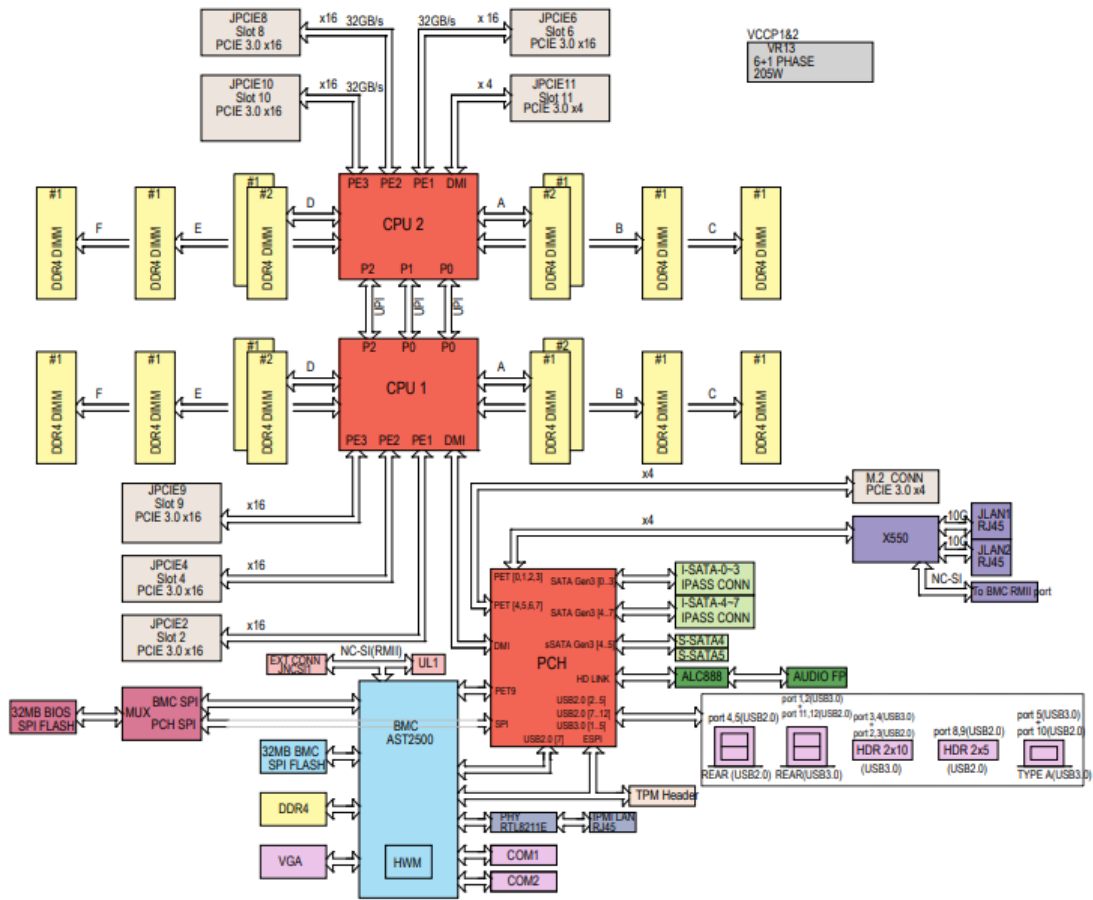 JPCIE8
Slot 8
PCIE 3.0 x16
x16
32GB/s
32GB/s
x 16
JPCIE6
Slot 6
PCIE 3.0 x16
VCCP1&2
VR13
6+1 PHASE
205W
JPCIE10
Slot 10
PCIE 3.0 x16
x16
32GB/s
x 4
JPCIE11
Slot 11
PCIE 3.0 x4
PE3
PE2
PE1
DMI
CPU 2
P2
P1
P0
#1
DDR4 DIMM
F
#1
DDR4 DIMM
E
#1
#2
DDR4 DIMM
D
A
#1
#2
DDR4 DIMM
B
#1
DDR4 DIMM
C
#1
DDR4 DIMM
UPI
UPI
UPI
P2
P0
P0
CPU 1
PE3
PE2
PE1
DMI
#1
DDR4 DIMM
F
#1
DDR4 DIMM
E
#1
#2
DDR4 DIMM
D
A
#2
#1
DDR4 DIMM
B
#1
DDR4 DIMM
C
#1
DDR4 DIMM
JPCIE9
Slot 9
PCIE 3.0 x16
x16
JPCIE4
Slot 4
PCIE 3.0 x16
x16
JPCIE2
Slot 2
PCIE 3.0 x16
x16
x4
M.2 CONN
PCIE 3.0 x4
x4
X550
10G
JLAN1
RJ45
10G
JLAN2
RJ45
NC-SI
To BMC RMII port
PET [0,1,2,3]
SATA Gen3 [0..3]
I-SATA-0~3
IPASS CONN
PET [4,5,6,7]
SATA Gen3 [4..7]
I-SATA-4~7
IPASS CONN
DMI
sSATA Gen3 [4..5]
S-SATA4
S-SATA5
PCH
HD LINK
ALC888
AUDIO FP
PET9
USB2.0 [2..5]
USB2.0 [7..12]
USB3.0 [1..5]
SPI
USB2.0 [7]
ESPI
NC-SI(RMII)
EXT CONN
JNCSI1
UL1
32MB BIOS
SPI FLASH
MUX
BMC SPI
PCH SPI
BMC
AST2500
32MB BMC
SPI FLASH
DDR4
VGA
HWM
TPM Header
PHY
RTL8211E
IPMI LAN
RJ45
COM1
COM2
port 4,5(USB2.0)
REAR (USB2.0)
port 1,2(USB3.0)
+
port 11,12(USB2.0)
REAR(USB3.0)
port 3,4(USB3.0)
+
port 2,3(USB2.0)
HDR 2x10
(USB3.0)
port 8,9(USB2.0)
HDR 2x5
(USB2.0)
port 5(USB3.0)
+
port 10(USB2.0)
TYPE A(USB3.0)